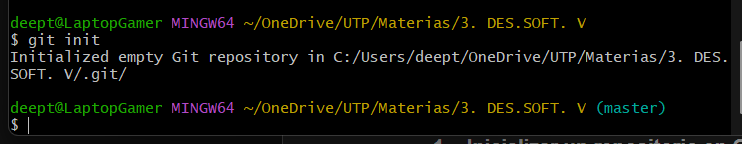 deept@LaptopGamer MINGW64 ~/OneDrive/UTP/Materias/3. DES.SOFT. V
$ git init
Initialized empty Git repository in C:/Users/deept/OneDrive/UTP/Materias/3. DES.
SOFT. V/.git/
deept@LaptopGamer MINGW64 ~/OneDrive/UTP/Materias/3. DES.SOFT. V (master)
$